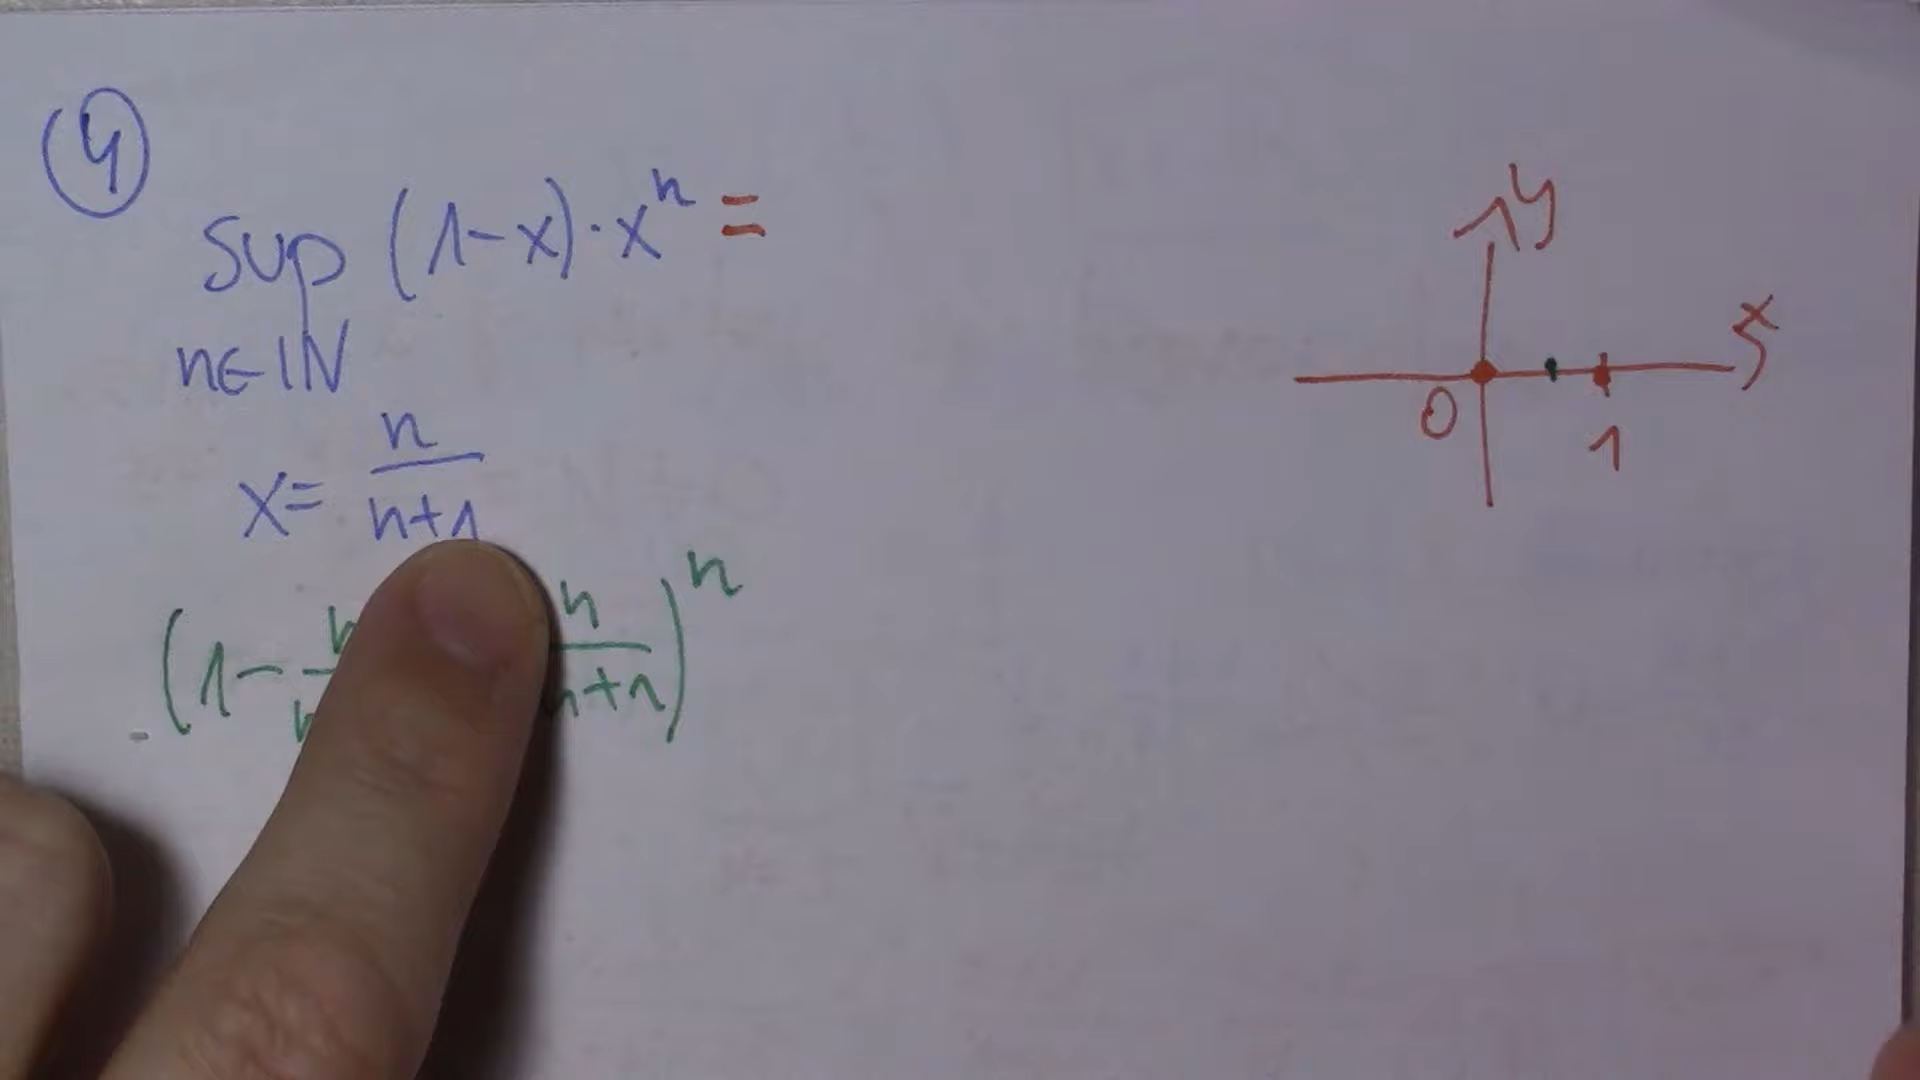 4
sup (1-x)·x^n =
n∈ℕ
x = n/(n+1)
(1 - n n/(n+1))^n
y
x
0
1